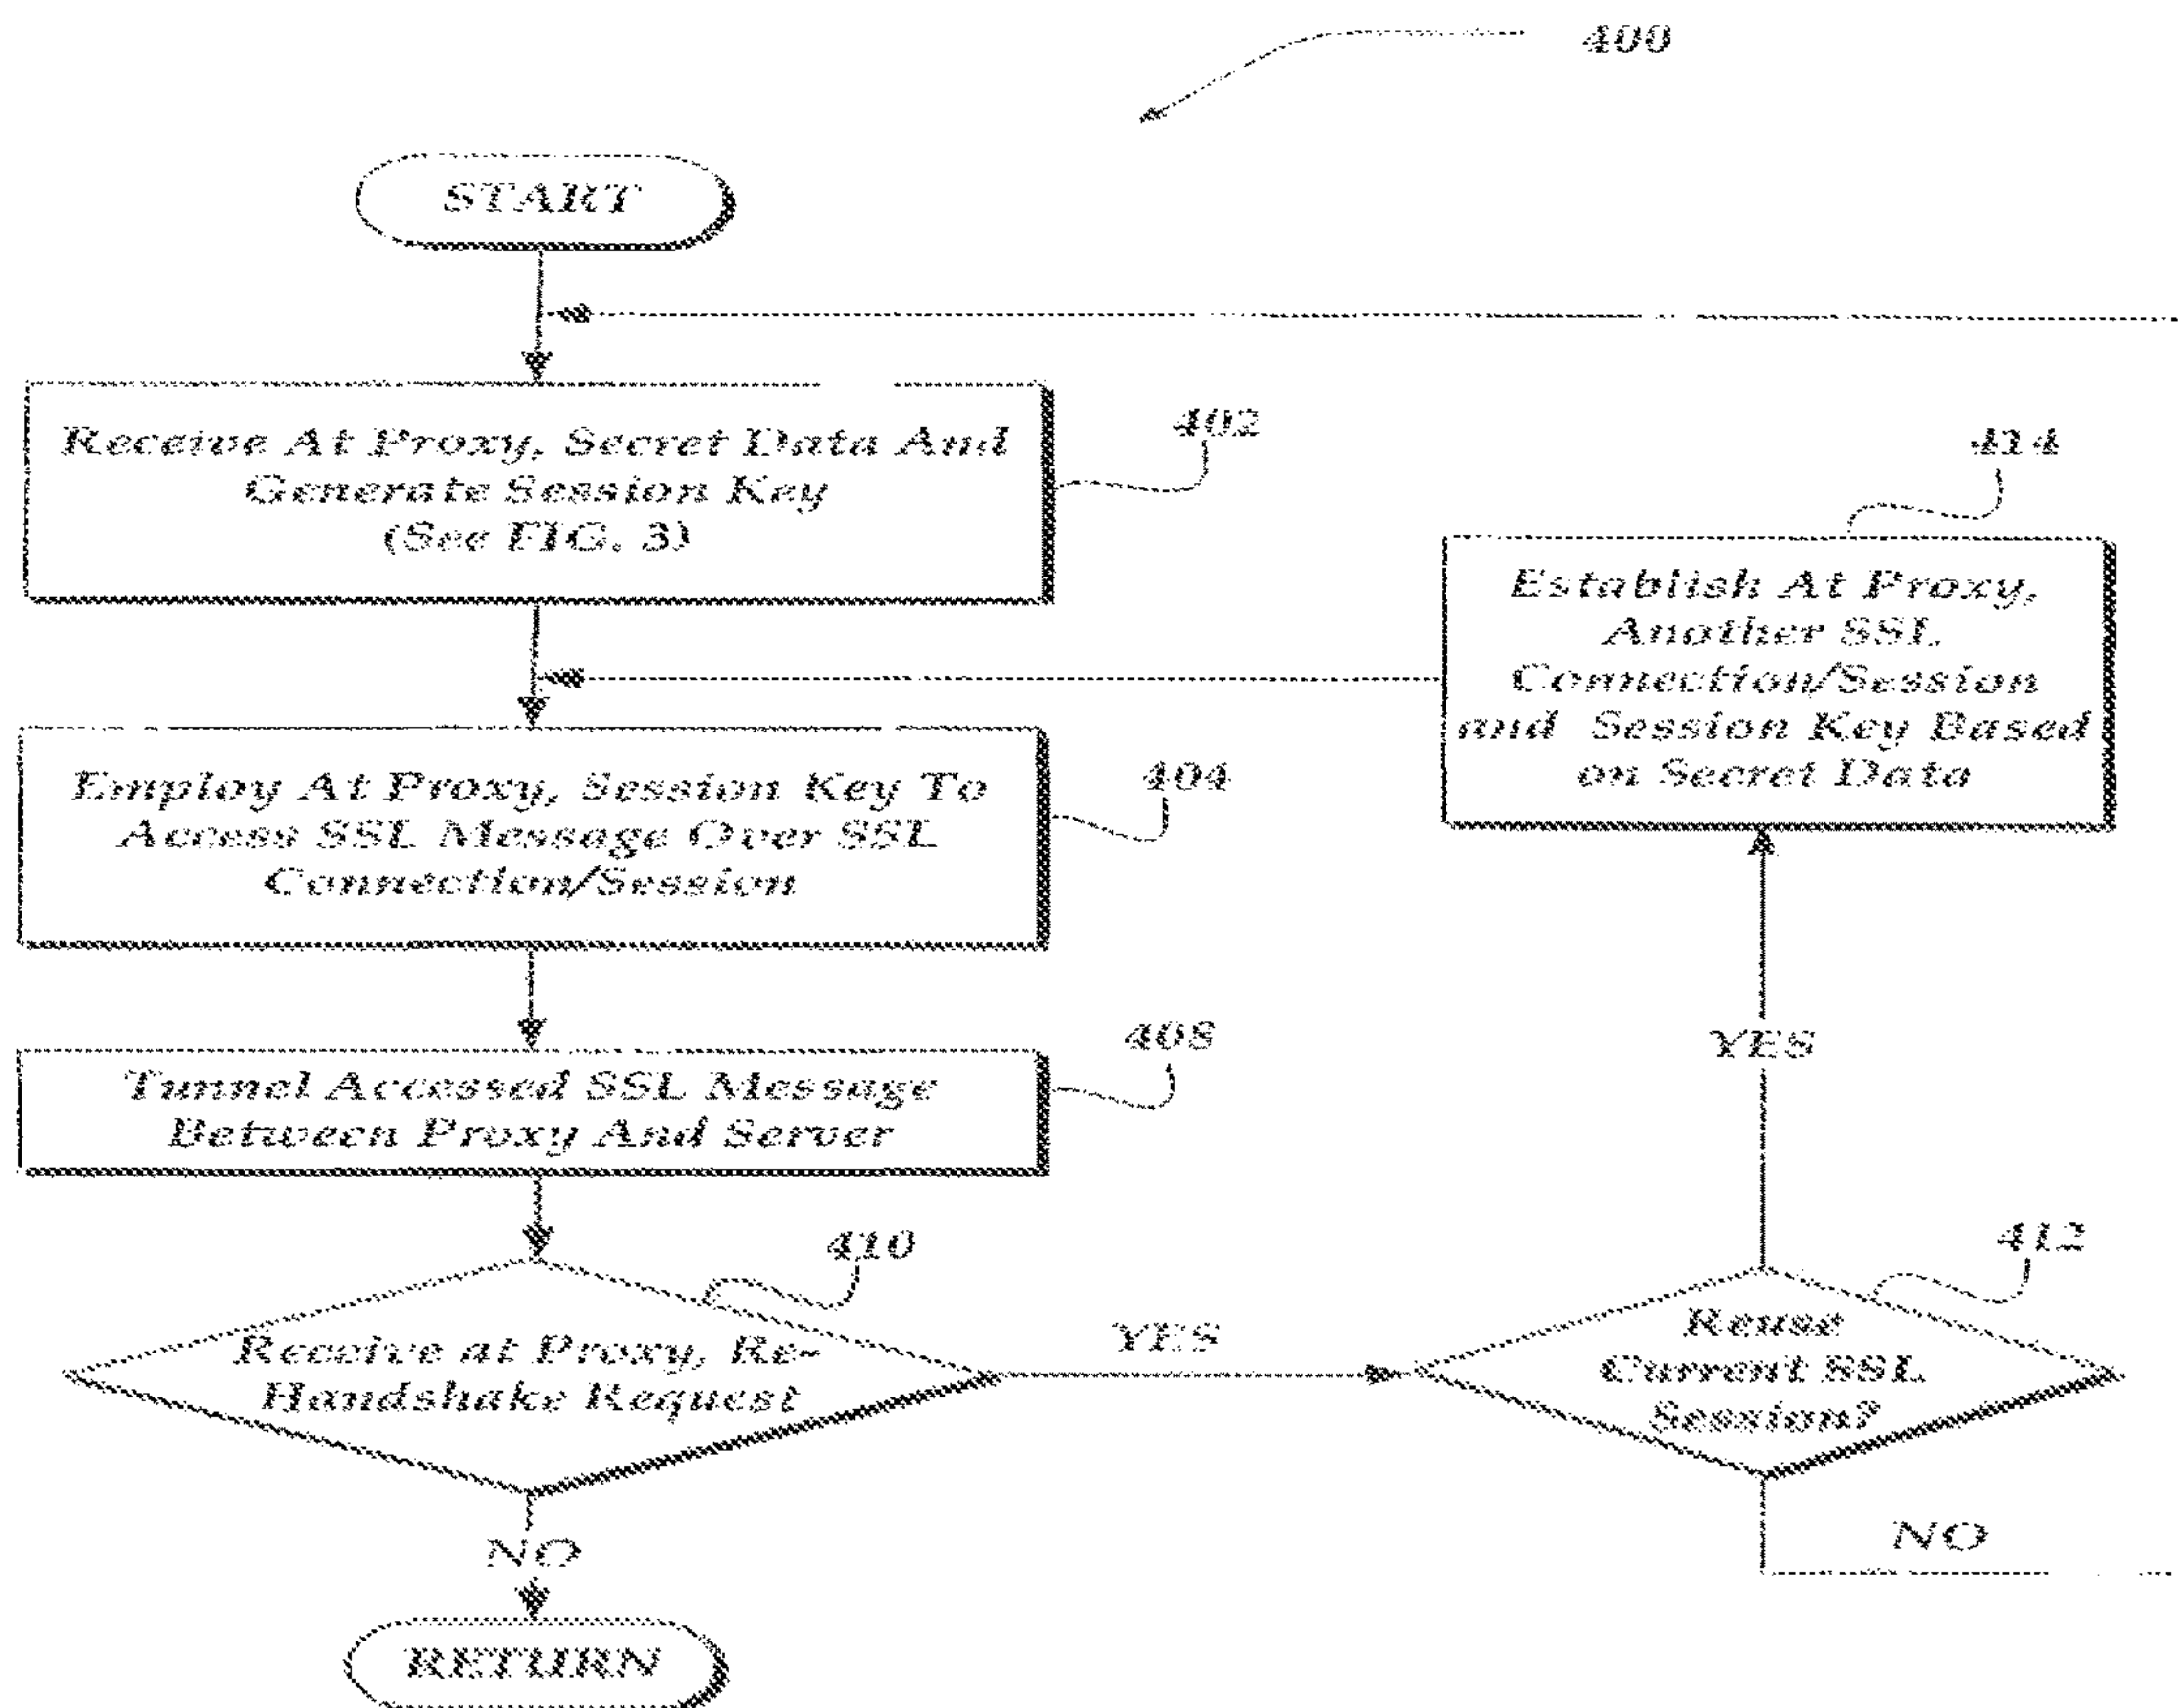 400
START
Receive At Proxy, Secret Data And
Generate Session Key
(See FIG. 3)
402
414
Establish At Proxy,
Another SSL
Connection/Session
and Session Key Based
on Secret Data
Employ At Proxy, Session Key To
Access SSL Message Over SSL
Connection/Session
404
YES
Tunnel Accessed SSL Message
Between Proxy And Server
408
410
Receive at Proxy, Re-
Handshake Request
YES
412
Reuse
Current SSL
Session?
NO
NO
RETURN